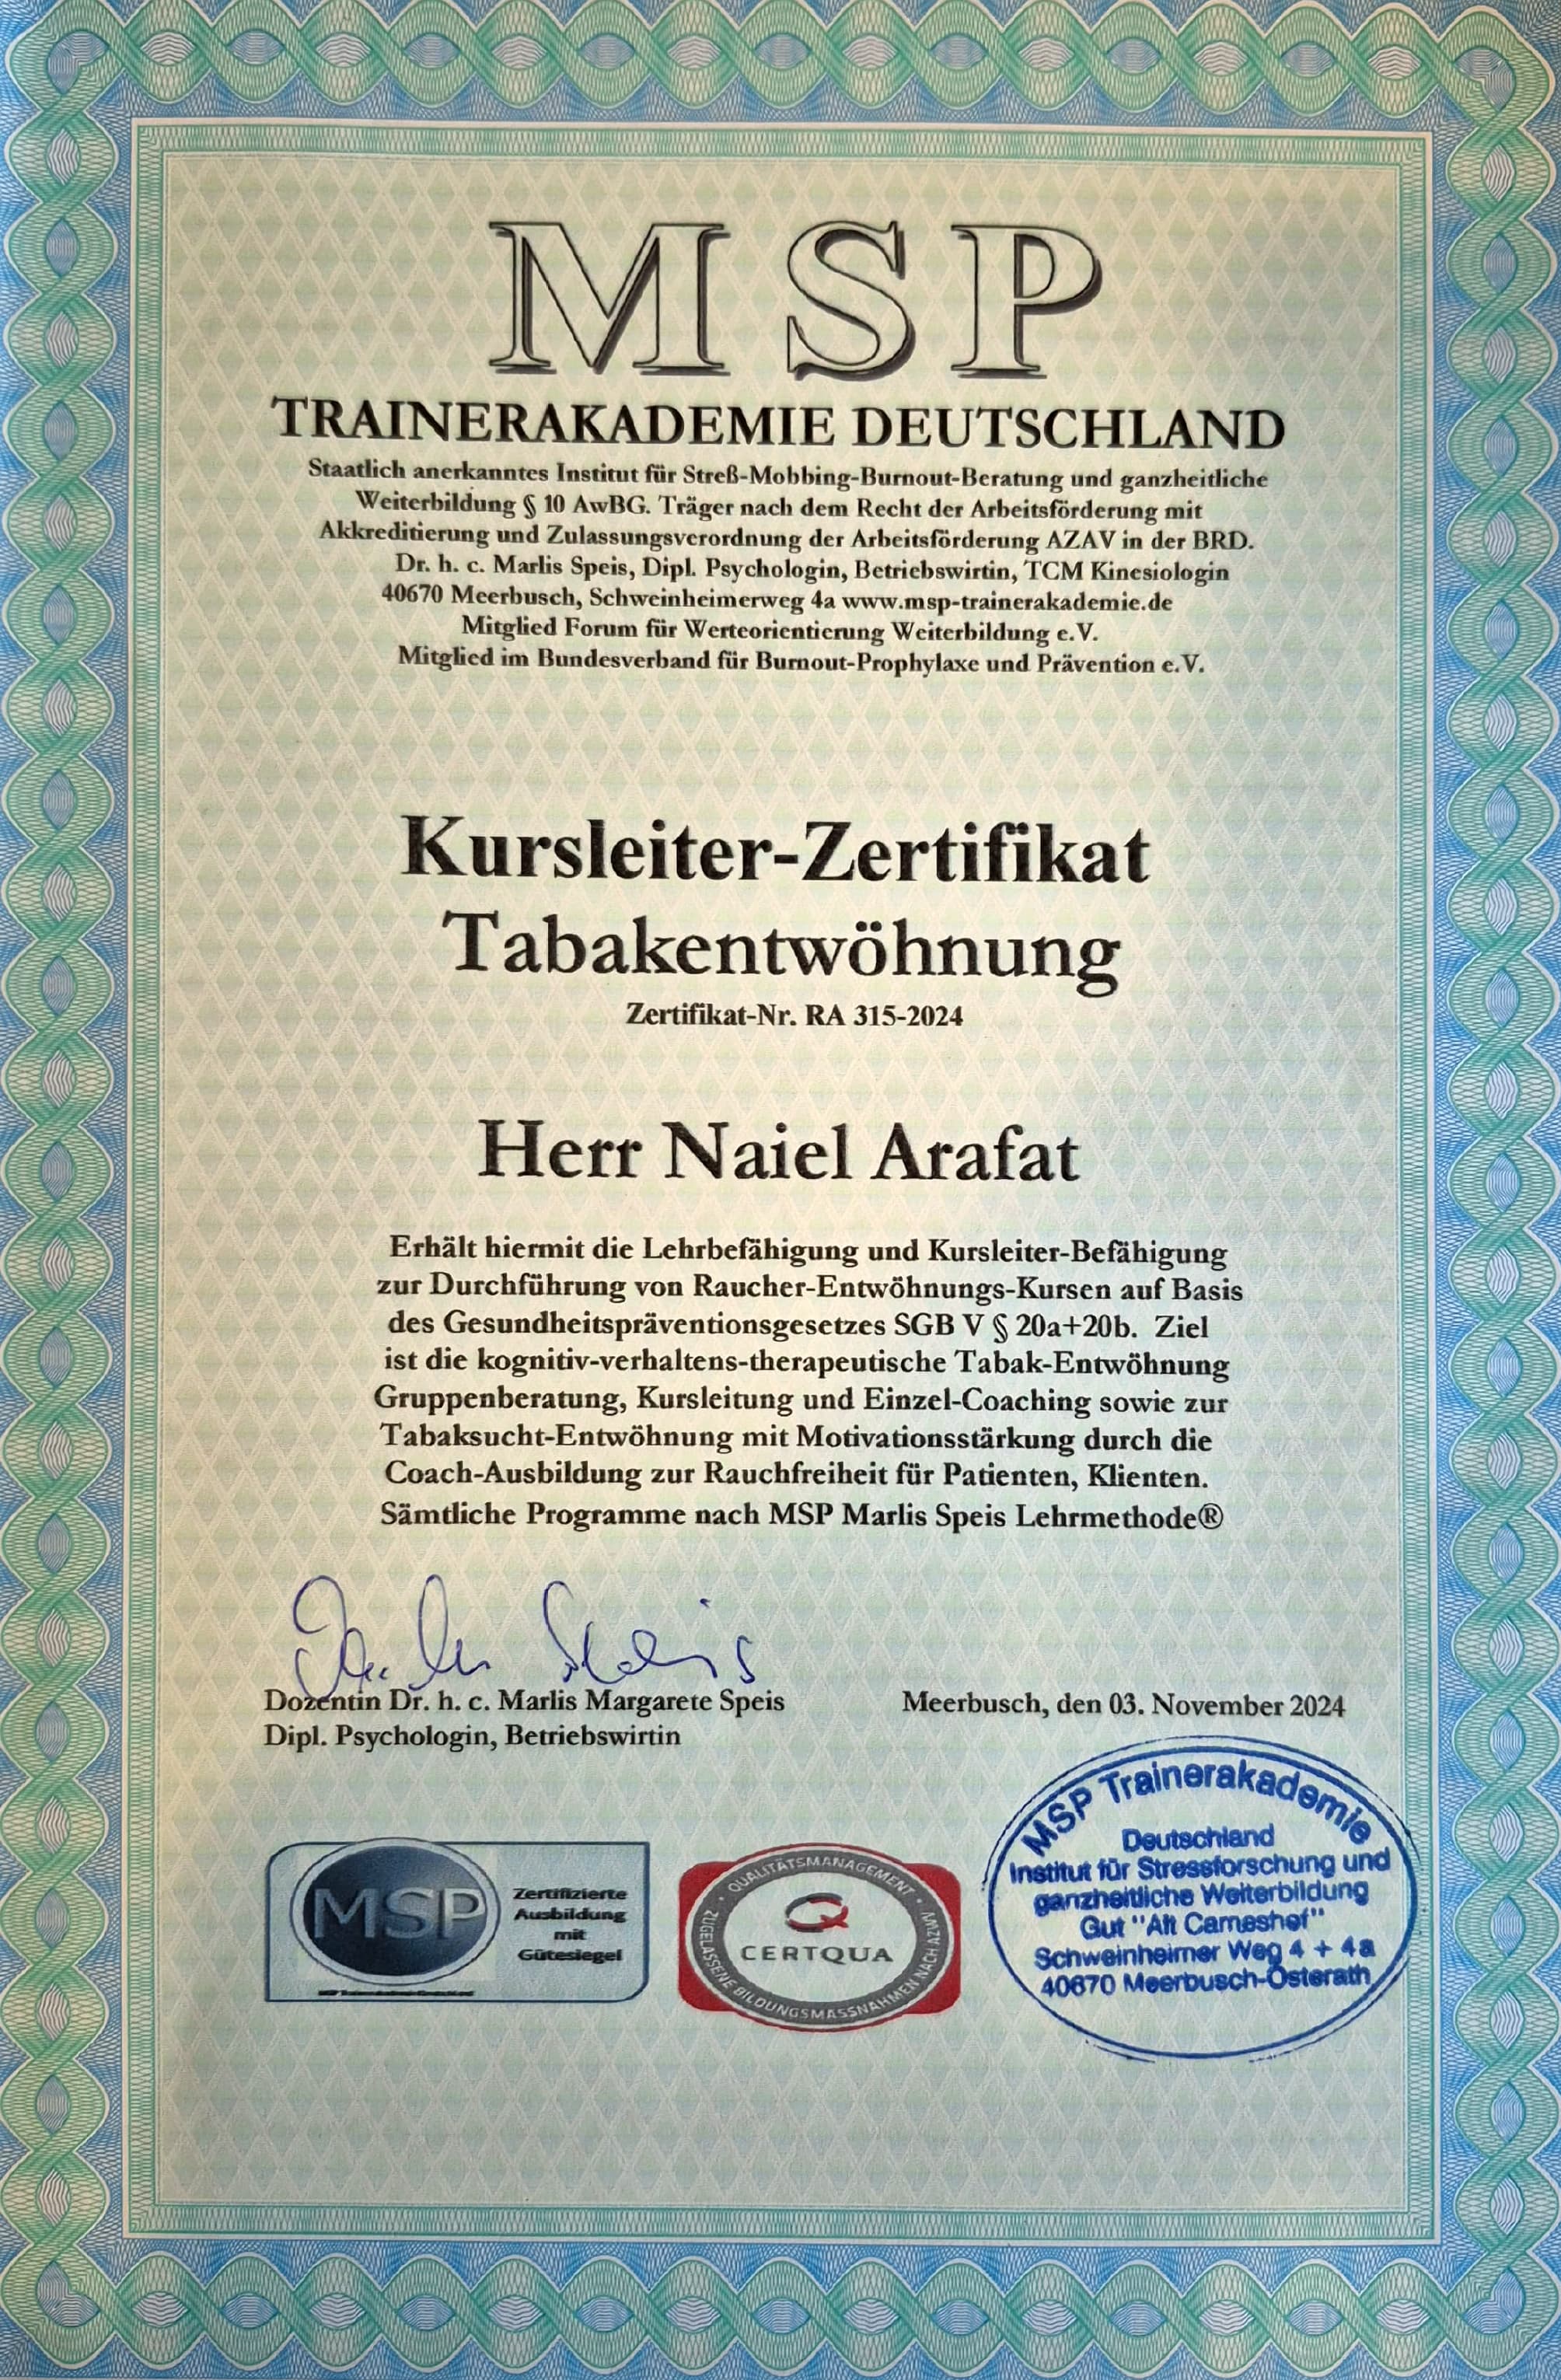 MSP
TRAINERAKADEMIE DEUTSCHLAND
Staatlich anerkanntes Institut für Streß-Mobbing-Burnout-Beratung und ganzheitliche
Weiterbildung § 10 AwBG. Träger nach dem Recht der Arbeitsförderung mit
Akkreditierung und Zulassungsverordnung der Arbeitsförderung AZAV in der BRD.
Dr. h. c. Marlis Speis, Dipl. Psychologin, Betriebswirtin, TCM Kinesiologin
40670 Meerbusch, Schweinheimerweg 4a www.msp-trainerakademie.de
Mitglied Forum für Werteorientierung Weiterbildung e.V.
Mitglied im Bundesverband für Burnout-Prophylaxe und Prävention e.V.
Kursleiter-Zertifikat
Tabakentwöhnung
Zertifikat-Nr. RA 315-2024
Herr Naiel Arafat
Erhält hiermit die Lehrbefähigung und Kursleiter-Befähigung
zur Durchführung von Raucher-Entwöhnungs-Kursen auf Basis
des Gesundheitspräventionsgesetzes SGB V § 20a+20b. Ziel
ist die kognitiv-verhaltens-therapeutische Tabak-Entwöhnung
Gruppenberatung, Kursleitung und Einzel-Coaching sowie zur
Tabaksucht-Entwöhnung mit Motivationsstärkung durch die
Coach-Ausbildung zur Rauchfreiheit für Patienten, Klienten.
Sämtliche Programme nach MSP Marlis Speis Lehrmethode®
Dozentin Dr. h. c. Marlis Margarete Speis
Dipl. Psychologin, Betriebswirtin
Meerbusch, den 03. November 2024
MSP
Zertifizierte
Ausbildung
mit
Gütesiegel
QUALITÄTSMANAGEMENT
CERTQUA
ZUGELASSENE BILDUNGSMASSNAHMEN NACH AZAV
MSP Trainerakademie
Deutschland
Institut für Stressforschung und
ganzheitliche Weiterbildung
Gut "Alt Cameshof"
Schweinheimer Weg 4 + 4a
40670 Meerbusch-Osterath